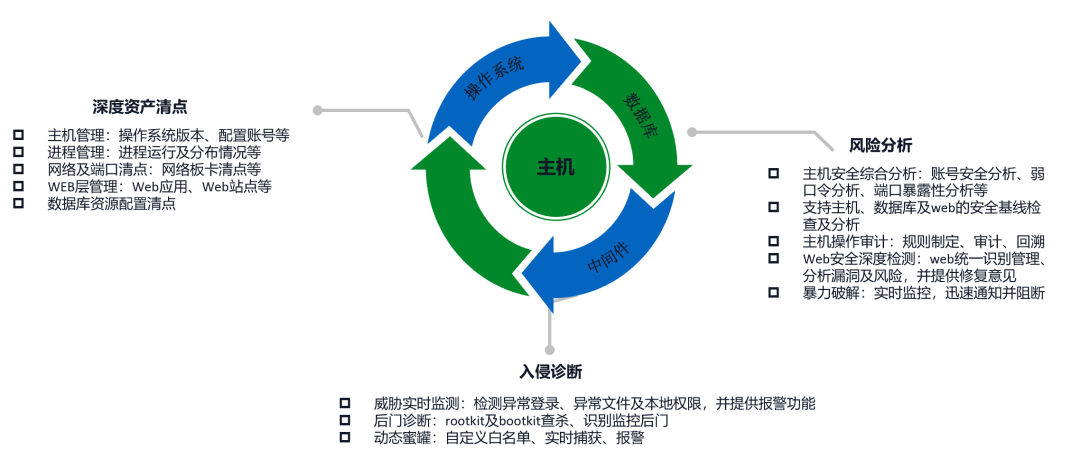 操作系统
数据库
主机
中间件
深度资产清点
主机管理：操作系统版本、配置账号等
进程管理：进程运行及分布情况等
网络及端口清点：网络板卡清点等
WEB层管理：Web应用、Web站点等
数据库资源配置清点
风险分析
主机安全综合分析：账号安全分析、弱
口令分析、端口暴露性分析等
支持主机、数据库及web的安全基线检
查及分析
主机操作审计：规则制定、审计、回溯
Web安全深度检测：web统一识别管理、
分析漏洞及风险，并提供修复意见
暴力破解：实时监控，迅速通知并阻断
入侵诊断
威胁实时监测：检测异常登录、异常文件及本地权限，并提供报警功能
后门诊断：rootkit及bootkit查杀、识别监控后门
动态蜜罐：自定义白名单、实时捕获、报警